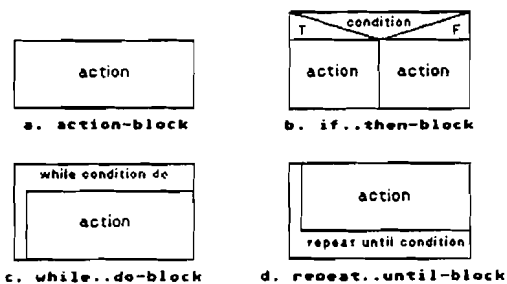 action
a. action-block
condition
T F
action action
b. if..then-block
while condition do
action
c. while..do-block
action
repeat until condition
d. repeat..until-block